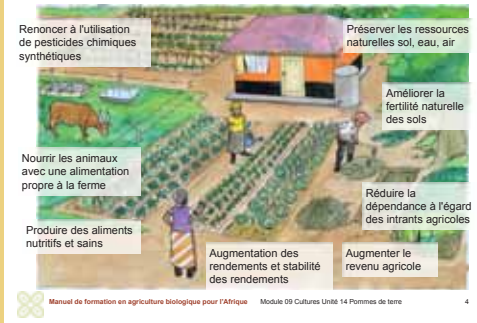 Renoncer à l'utilisation
de pesticides chimiques
synthétiques
Préserver les ressources
naturelles sol, eau, air
Améliorer la
fertilité naturelle
des sols
Nourrir les animaux
avec une alimentation
propre à la ferme
Réduire la
dépendance à l'égard
des intrants agricoles
Produire des aliments
nutritifs et sains
Augmentation des
rendements et stabilité
des rendements
Augmenter le
revenu agricole
Manuel de formation en agriculture biologique pour l'Afrique Module 09 Cultures Unité 14 Pommes de terre 4